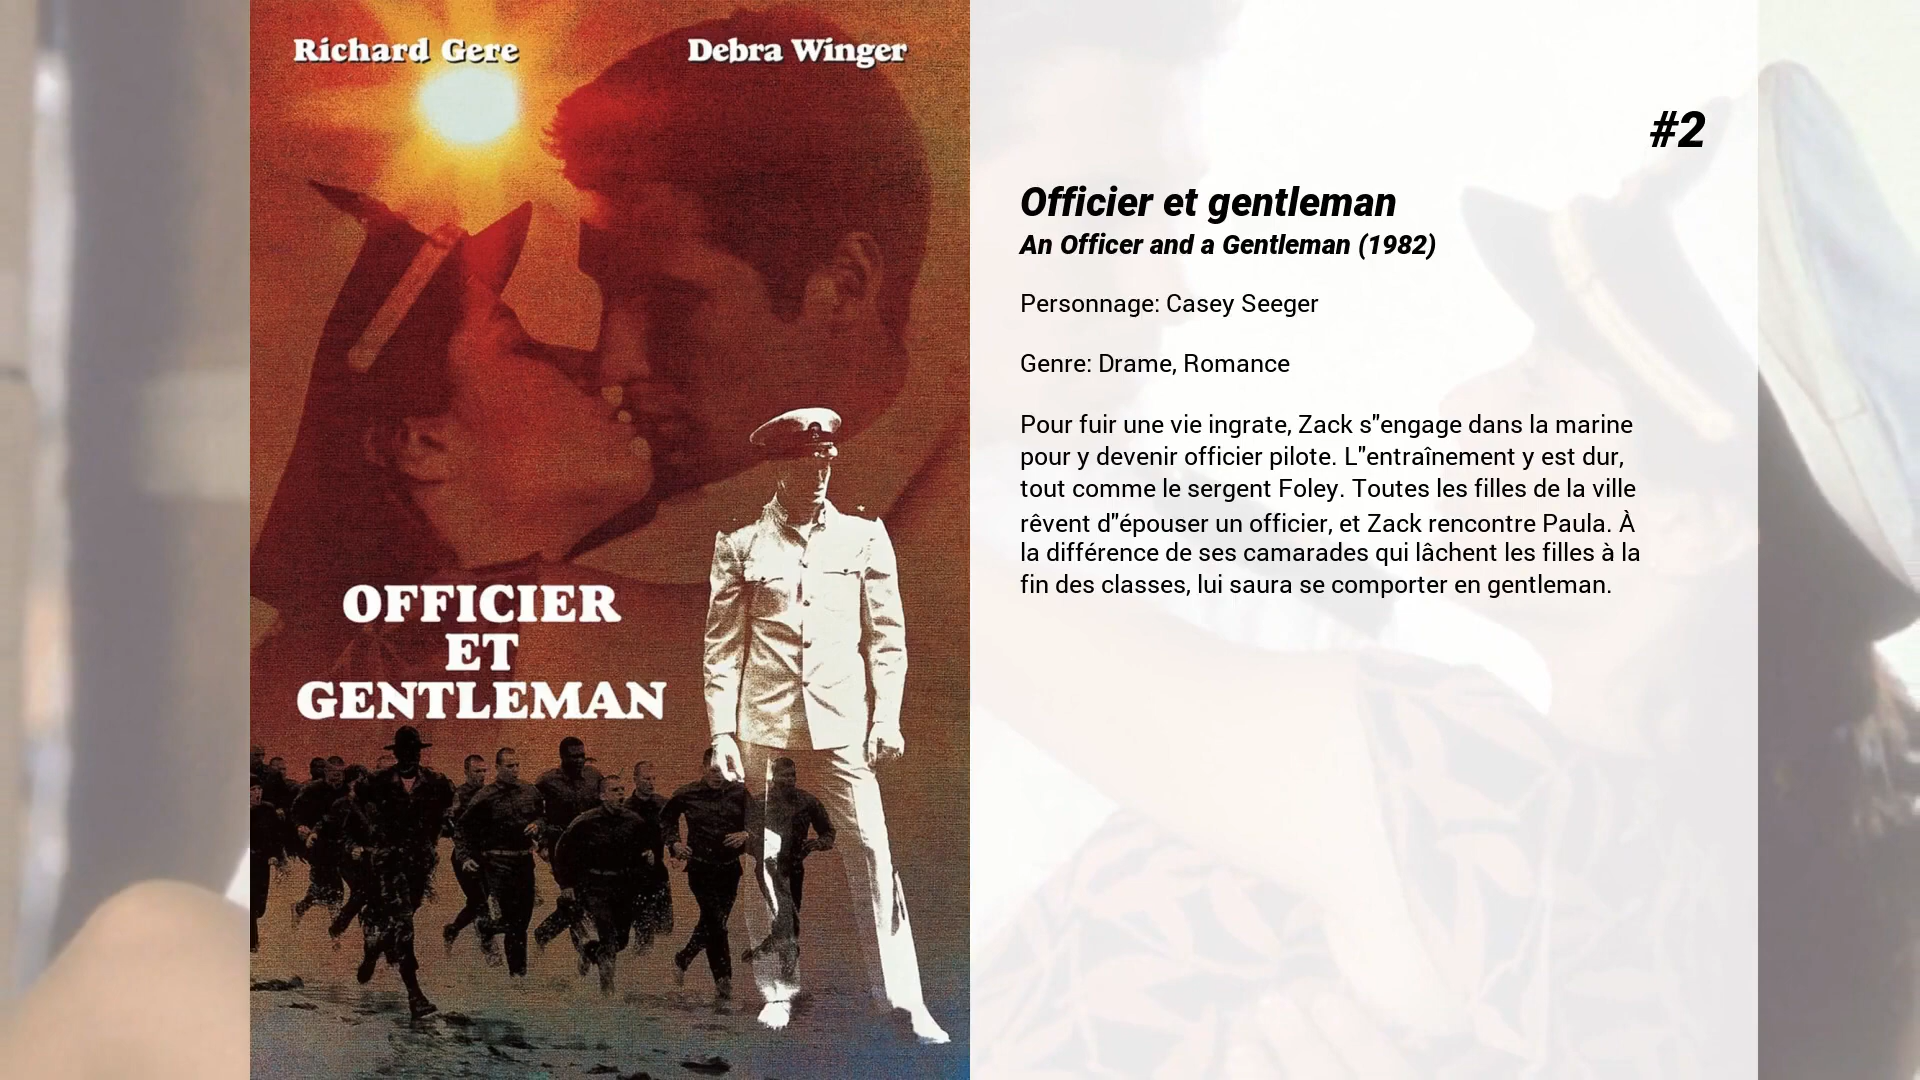 Richard Gere
Debra Winger
OFFICIER
ET
GENTLEMAN
#2
Officier et gentleman
An Officer and a Gentleman (1982)
Personnage: Casey Seeger
Genre: Drame, Romance
Pour fuir une vie ingrate, Zack s"engage dans la marine
pour y devenir officier pilote. L"entraînement y est dur,
tout comme le sergent Foley. Toutes les filles de la ville
rêvent d"épouser un officier, et Zack rencontre Paula. À
la différence de ses camarades qui lâchent les filles à la
fin des classes, lui saura se comporter en gentleman.